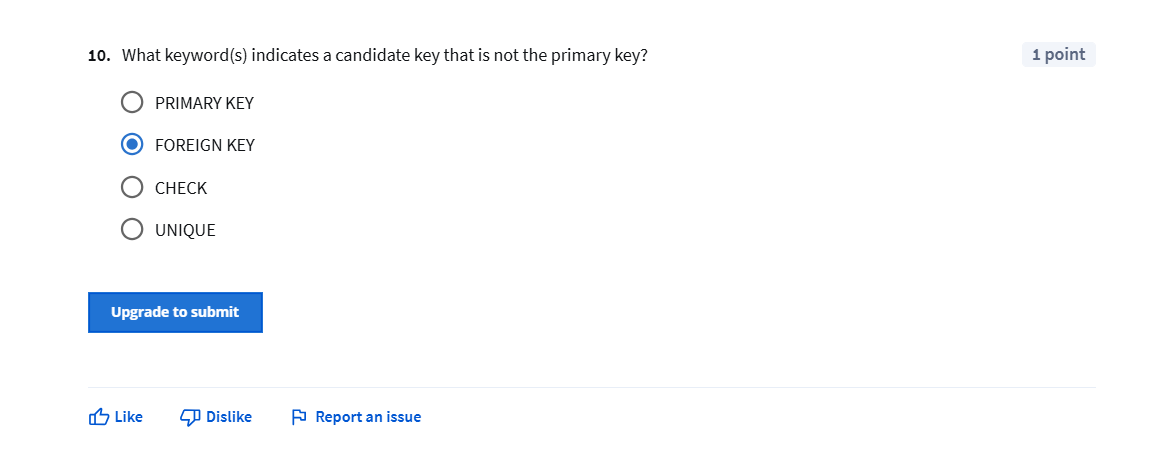 10. What keyword(s) indicates a candidate key that is not the primary key?
1 point
PRIMARY KEY
FOREIGN KEY
CHECK
UNIQUE
Upgrade to submit
Like Dislike Report an issue